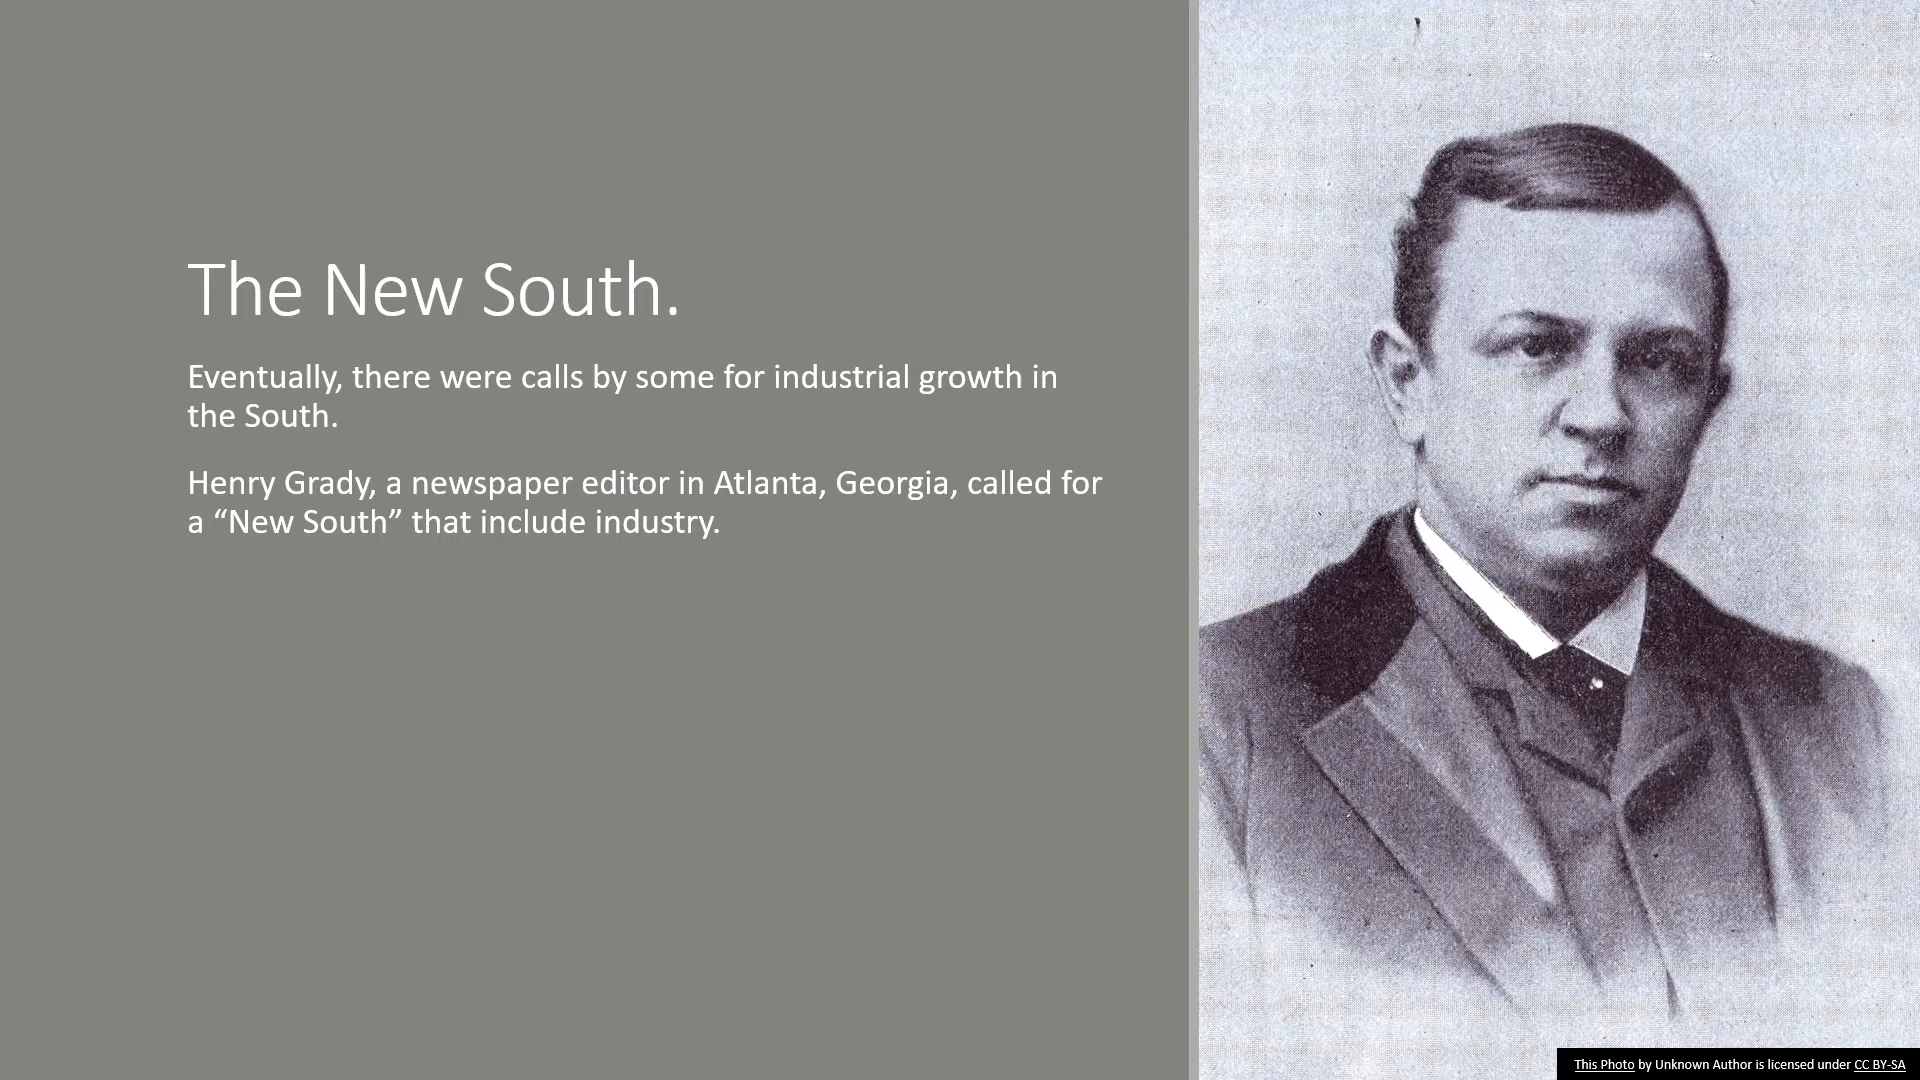 The New South.
Eventually, there were calls by some for industrial growth in
the South.
Henry Grady, a newspaper editor in Atlanta, Georgia, called for
a “New South” that include industry.
This Photo by Unknown Author is licensed under CC BY-SA